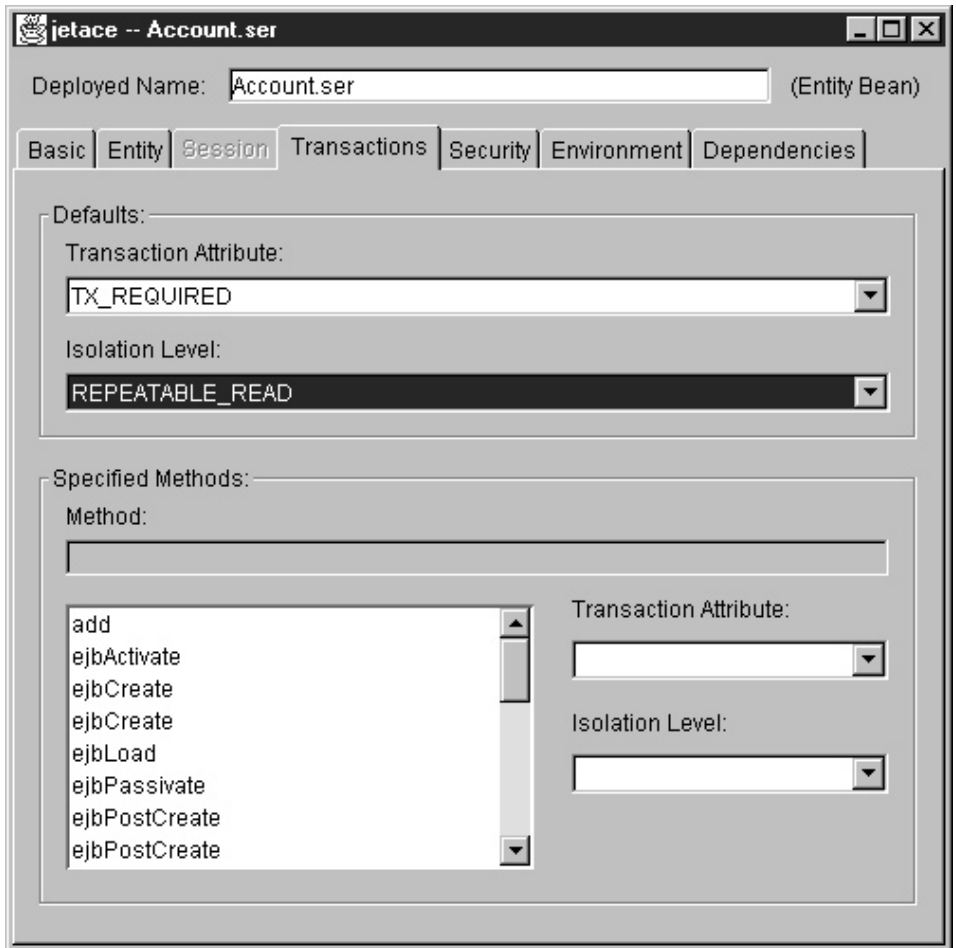 jetace -- Account.ser
Deployed Name: Account.ser (Entity Bean)
Basic Entity Session Transactions Security Environment Dependencies
Defaults:
Transaction Attribute:
TX_REQUIRED
Isolation Level:
REPEATABLE_READ
Specified Methods:
Method:
add
ejbActivate
ejbCreate
ejbCreate
ejbLoad
ejbPassivate
ejbPostCreate
ejbPostCreate
Transaction Attribute:
Isolation Level: